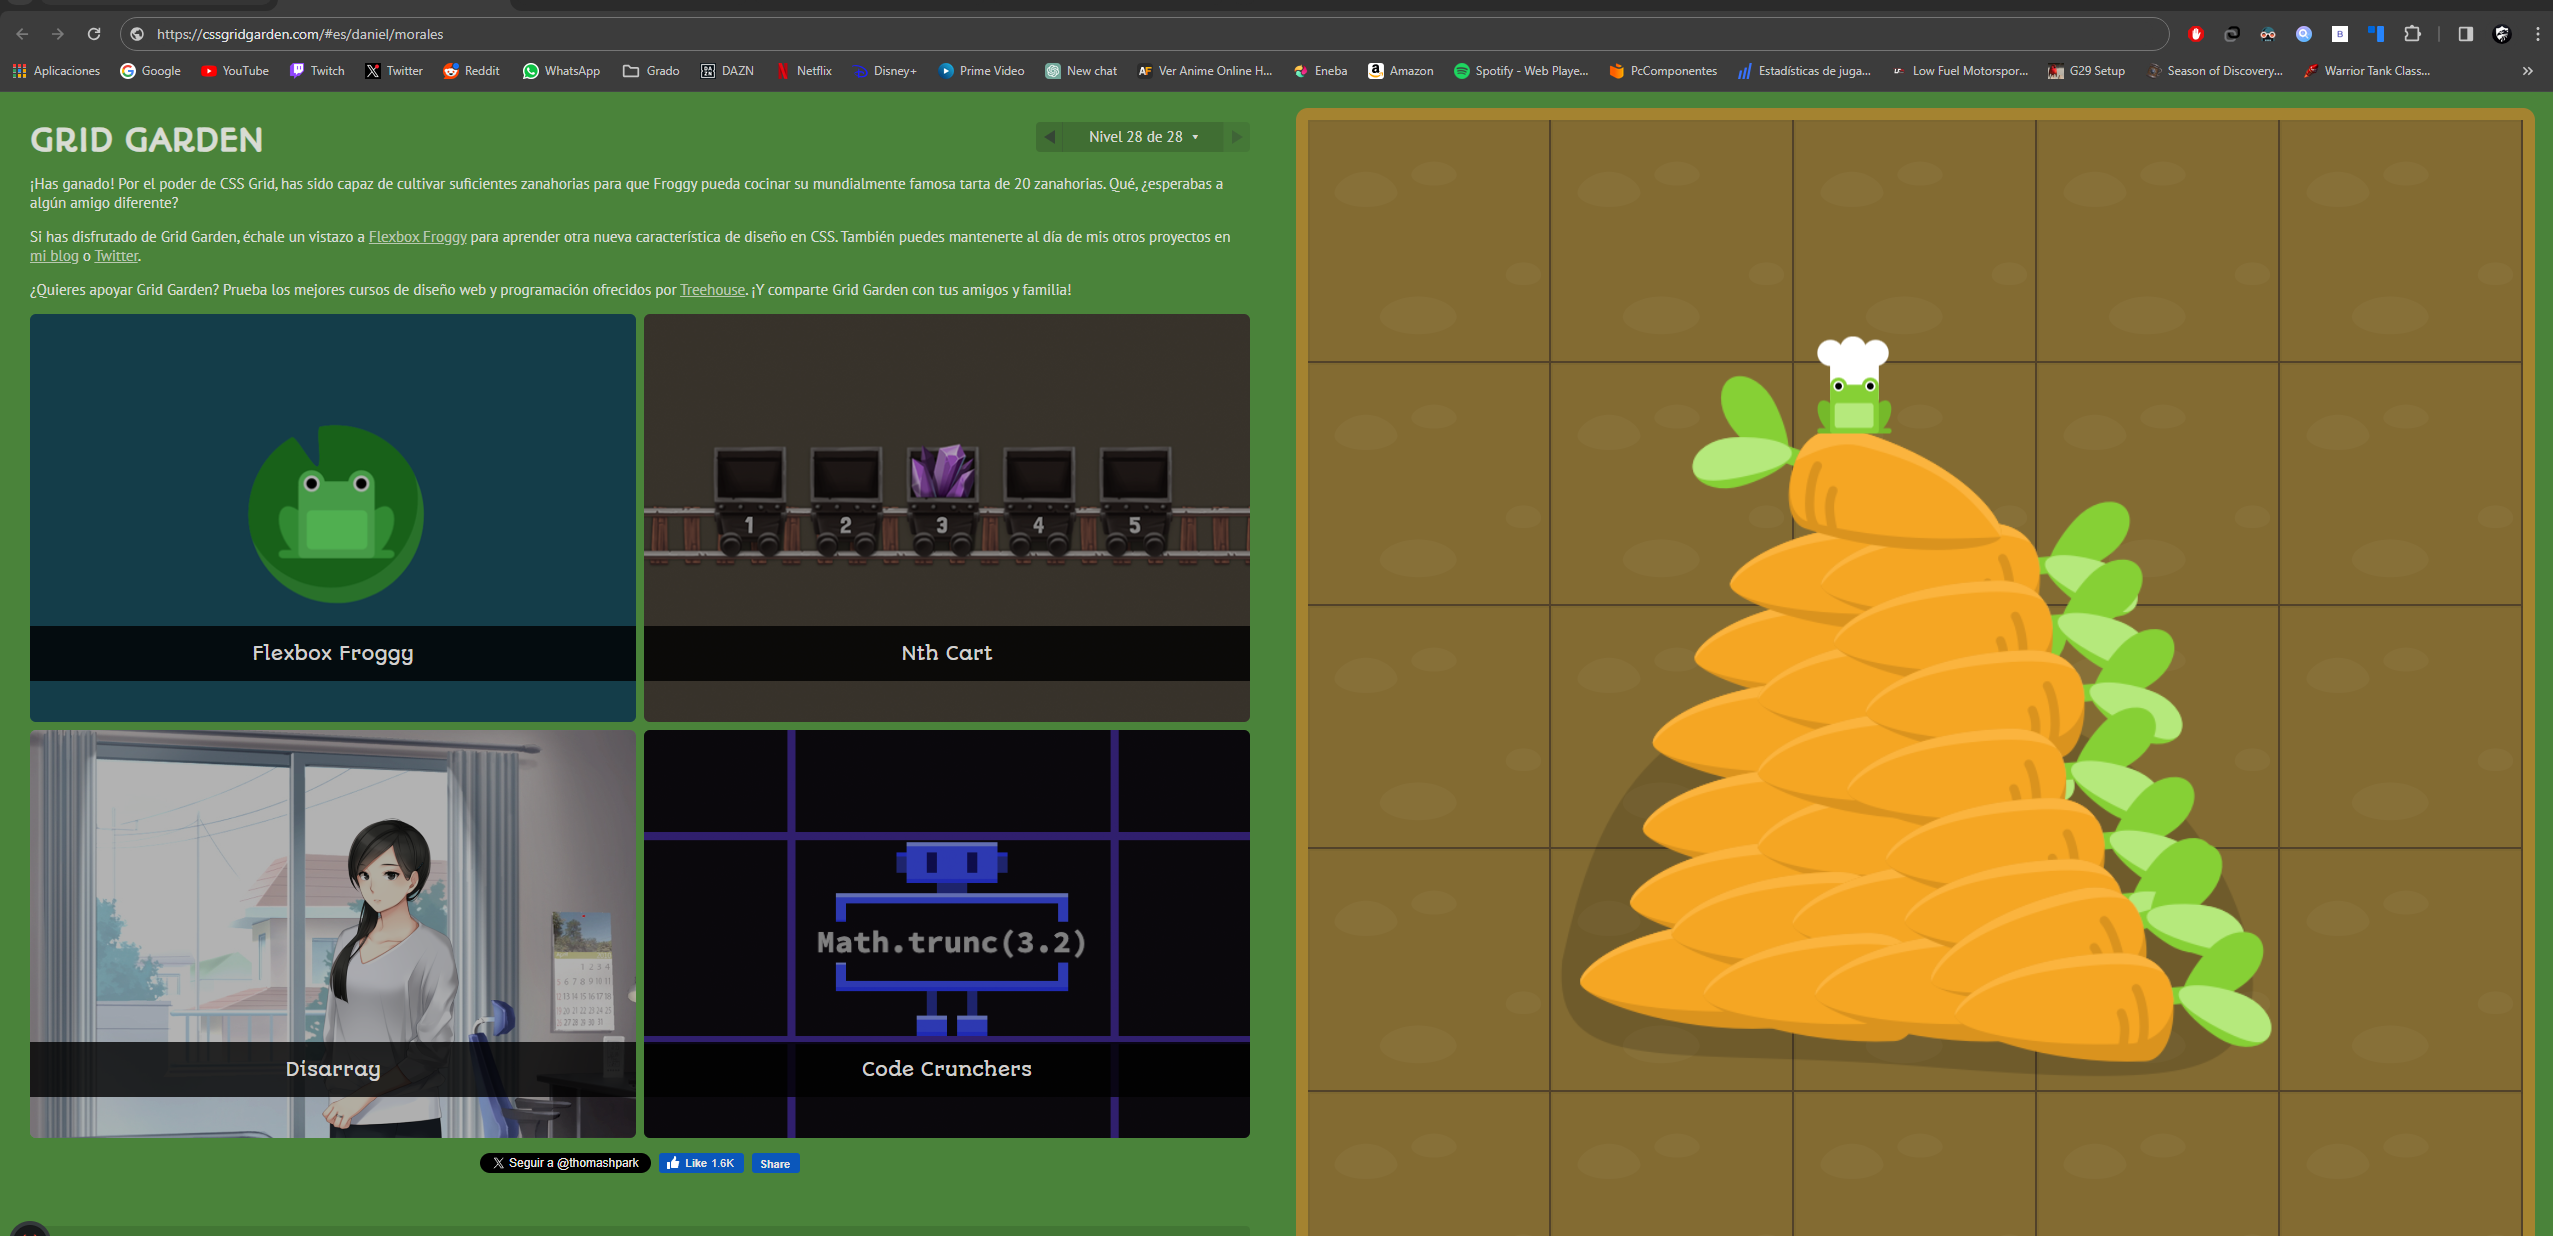 https://cssgridgarden.com/#es/daniel/morales
Aplicaciones Google YouTube Twitch Twitter Reddit WhatsApp Grado DAZN Netflix Disney+ Prime Video New chat Ver Anime Online H... Eneba Amazon Spotify - Web Playe... PcComponentes Estadísticas de juga... Low Fuel Motorspor... G29 Setup Season of Discovery... Warrior Tank Class...
GRID GARDEN
Nivel 28 de 28
¡Has ganado! Por el poder de CSS Grid, has sido capaz de cultivar suficientes zanahorias para que Froggy pueda cocinar su mundialmente famosa tarta de 20 zanahorias. Qué, ¿esperabas a
algún amigo diferente?
Si has disfrutado de Grid Garden, échale un vistazo a Flexbox Froggy para aprender otra nueva característica de diseño en CSS. También puedes mantenerte al día de mis otros proyectos en
mi blog o Twitter.
¿Quieres apoyar Grid Garden? Prueba los mejores cursos de diseño web y programación ofrecidos por Treehouse. ¡Y comparte Grid Garden con tus amigos y familia!
1 2 3 4 5
Flexbox Froggy
Nth Cart
Math.trunc(3.2)
Disarray
Code Crunchers
Seguir a @thomashpark
Like 1.6K
Share